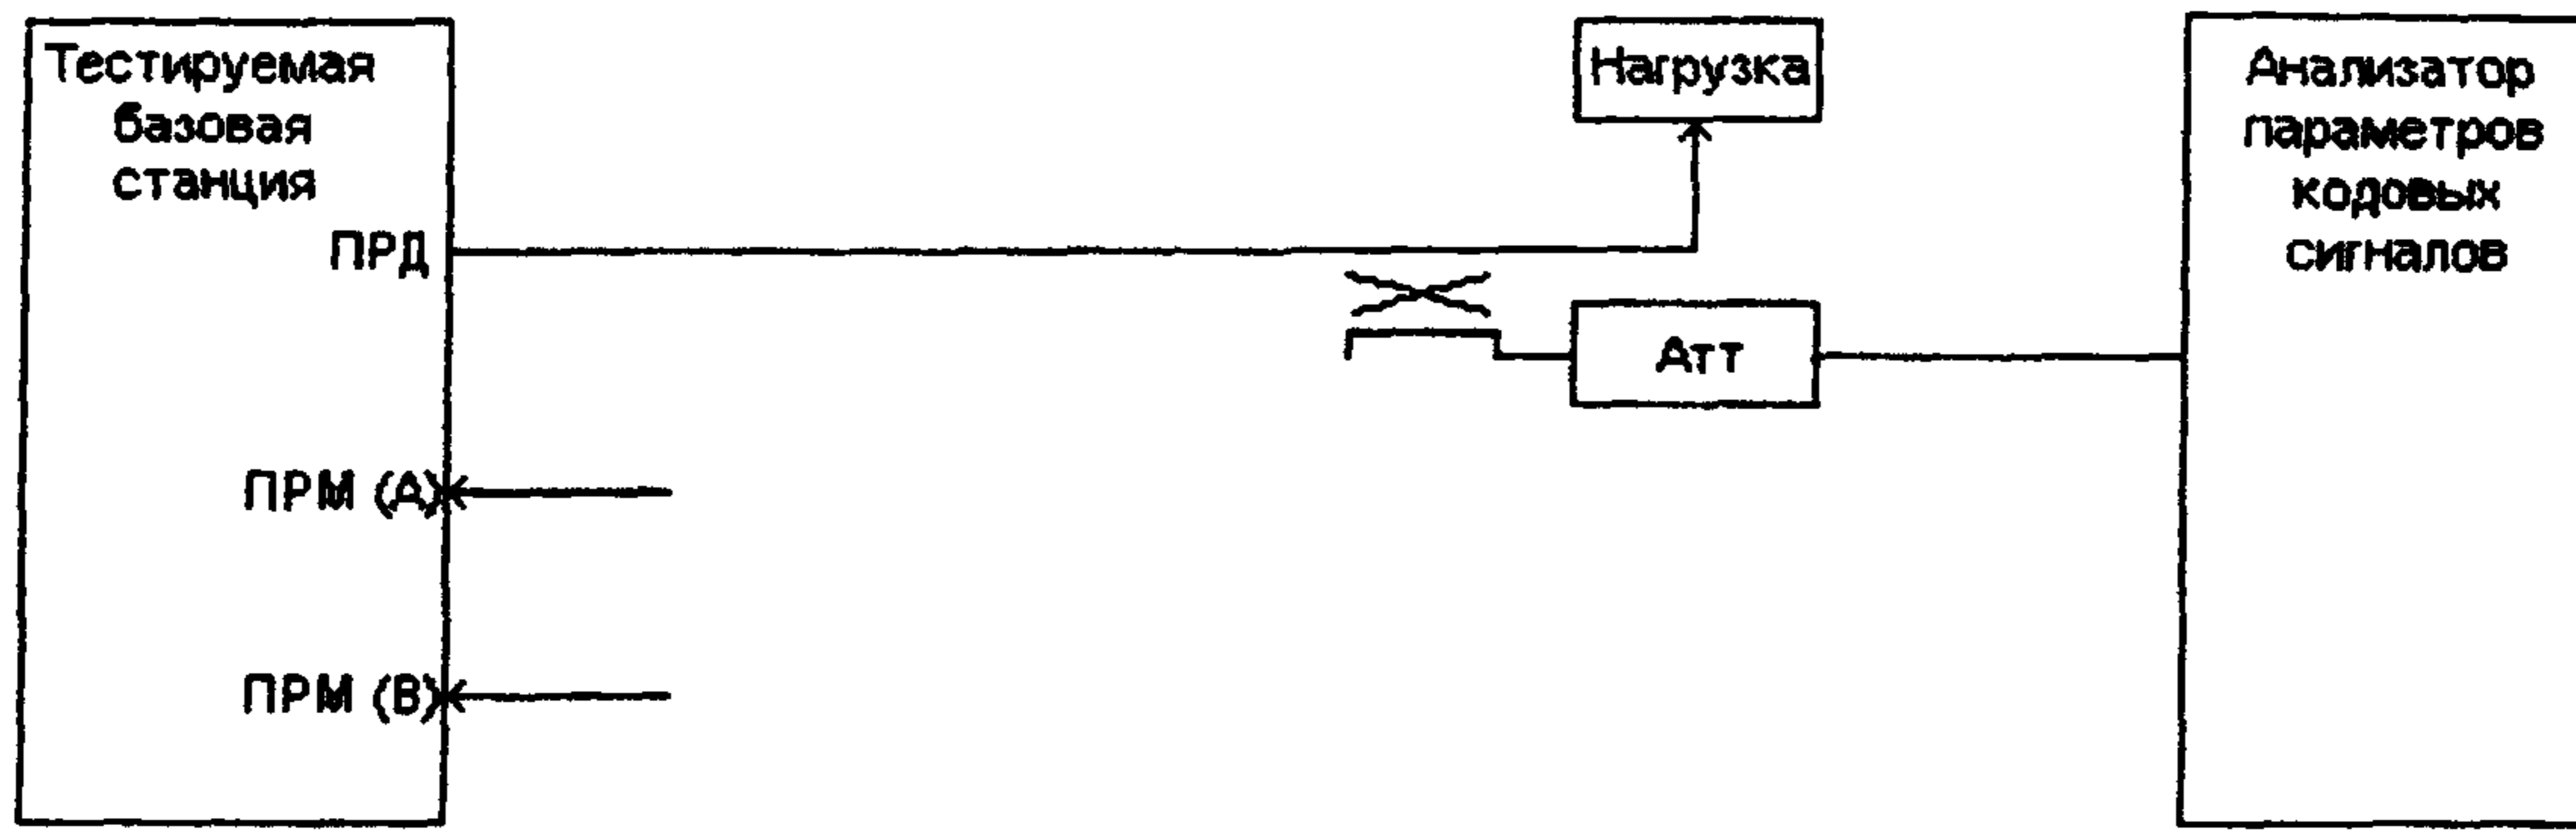 Тестируемая
базовая
станция
ПРД
ПРМ (А)
ПРМ (В)
Нагрузка
Атт
Анализатор
параметров
кодовых
сигналов